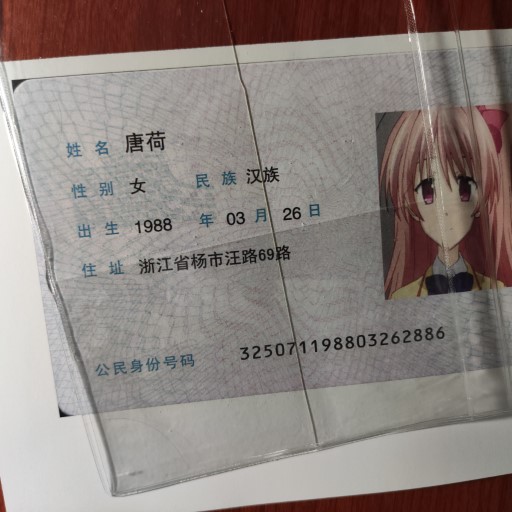 姓名 唐荷
性别 女 民族 汉族
出生 1988 年 03 月 26 日
住址 浙江省杨市汪路69路
公民身份号码 325071198803262886